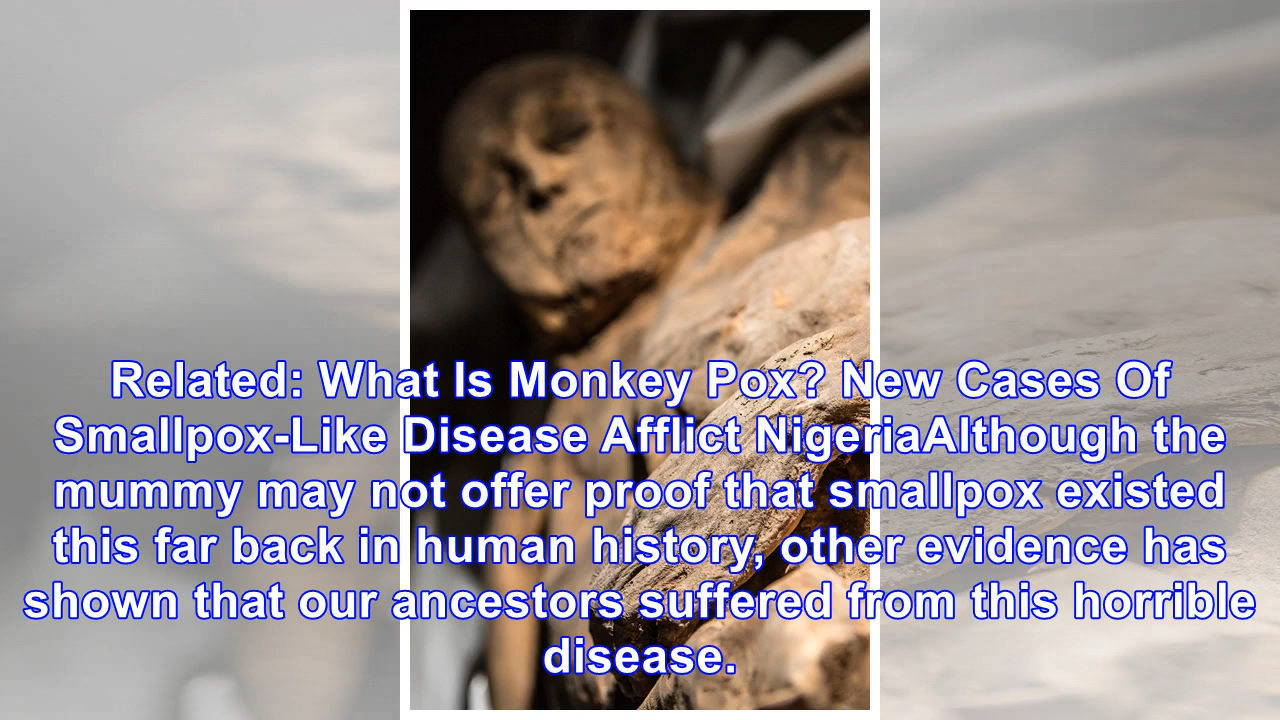 Related: What Is Monkey Pox? New Cases Of
Smallpox-Like Disease Afflict NigeriaAlthough the
mummy may not offer proof that smallpox existed
this far back in human history, other evidence has
shown that our ancestors suffered from this horrible
disease.